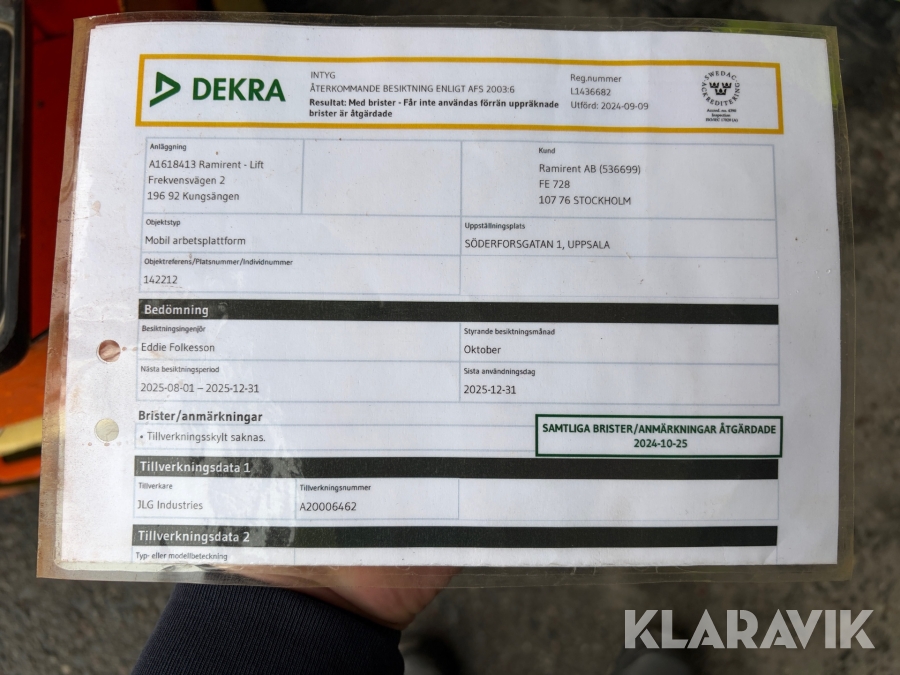 DEKRA
INTYG
ÅTERKOMMANDE BESIKTNING ENLIGT AFS 2003:6
Resultat: Med brister - Får inte användas förrän uppräknade
brister är åtgärdade
Reg.nummer
L1436682
Utförd: 2024-09-09
SWEDAC
ACKREDITERING
Anläggning
A1618413 Ramirent - Lift
Frekvensvägen 2
196 92 Kungsängen
Kund
Ramirent AB (536699)
FE 728
107 76 STOCKHOLM
Objektstyp
Mobil arbetsplattform
Uppställningsplats
SÖDERFORSGATAN 1, UPPSALA
Objektreferens/Platsnummer/Individnummer
142212
Bedömning
Besiktningsingenjör
Eddie Folkesson
Styrande besiktningsmånad
Oktober
Nästa besiktningsperiod
2025-08-01 – 2025-12-31
Sista användningsdag
2025-12-31
Brister/anmärkningar
• Tillverkningsskylt saknas.
SAMTLIGA BRISTER/ANMÄRKNINGAR ÅTGÄRDADE
2024-10-25
Tillverkningsdata 1
Tillverkare
JLG Industries
Tillverkningsnummer
A20006462
Tillverkningsdata 2
Typ- eller modellbeteckning
KLARAVIK